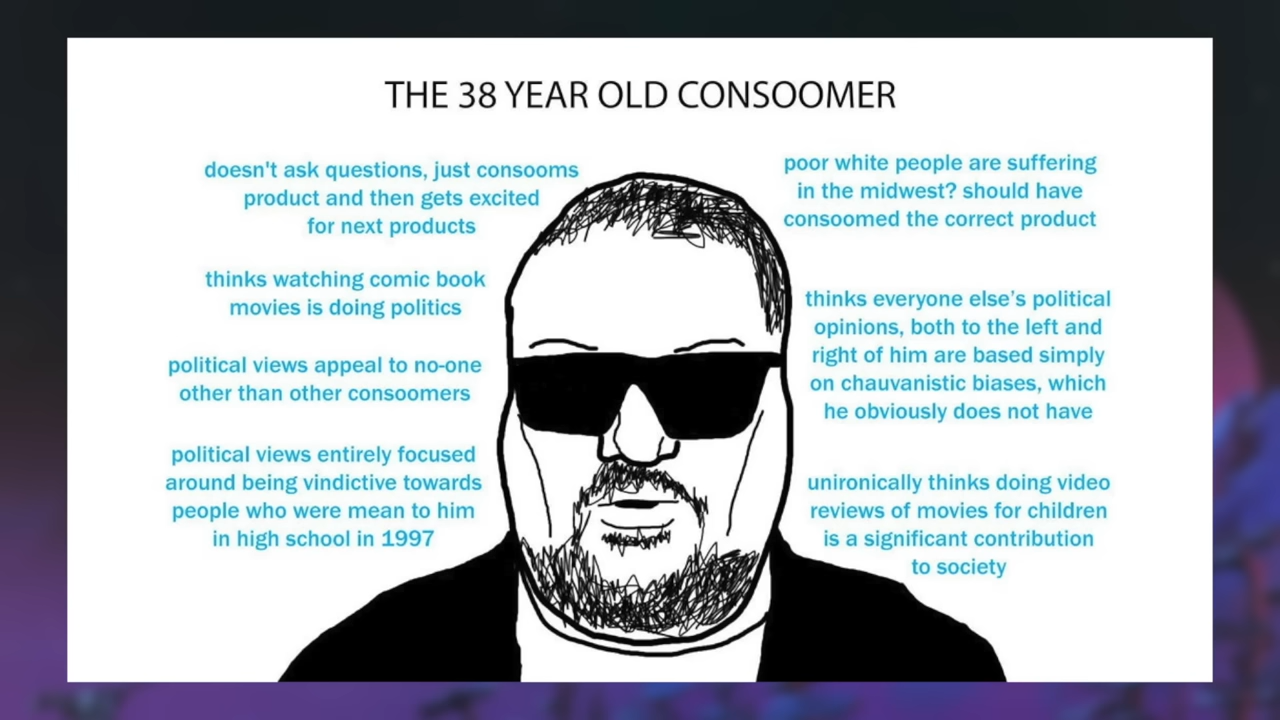 THE 38 YEAR OLD CONSOOMER
doesn't ask questions, just consooms
product and then gets excited
for next products
thinks watching comic book
movies is doing politics
political views appeal to no-one
other than other consoomers
political views entirely focused
around being vindictive towards
people who were mean to him
in high school in 1997
poor white people are suffering
in the midwest? should have
consoomed the correct product
thinks everyone else’s political
opinions, both to the left and
right of him are based simply
on chauvanistic biases, which
he obviously does not have
unironically thinks doing video
reviews of movies for children
is a significant contribution
to society